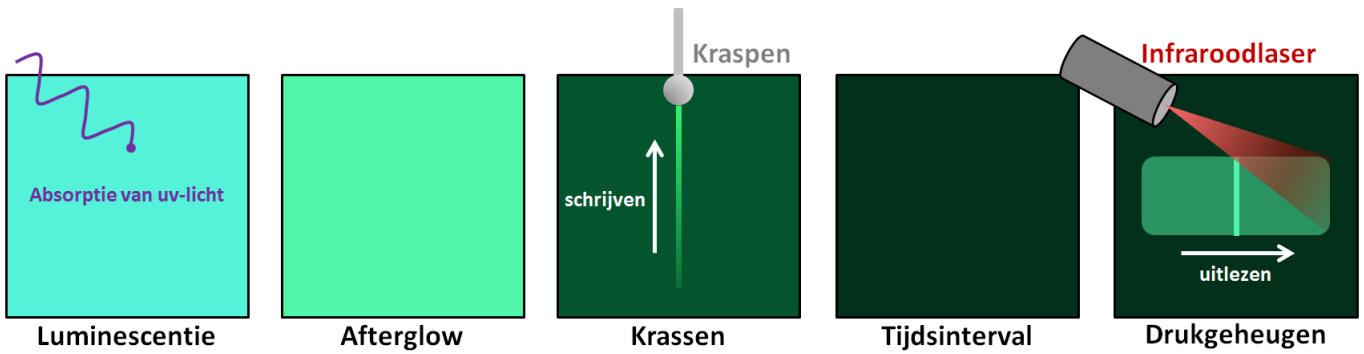 Kraspen
Infraroodlaser
Absorptie van uv-licht
schrijven
uitlezen
Luminescentie
Afterglow
Krassen
Tijdsinterval
Drukgeheugen